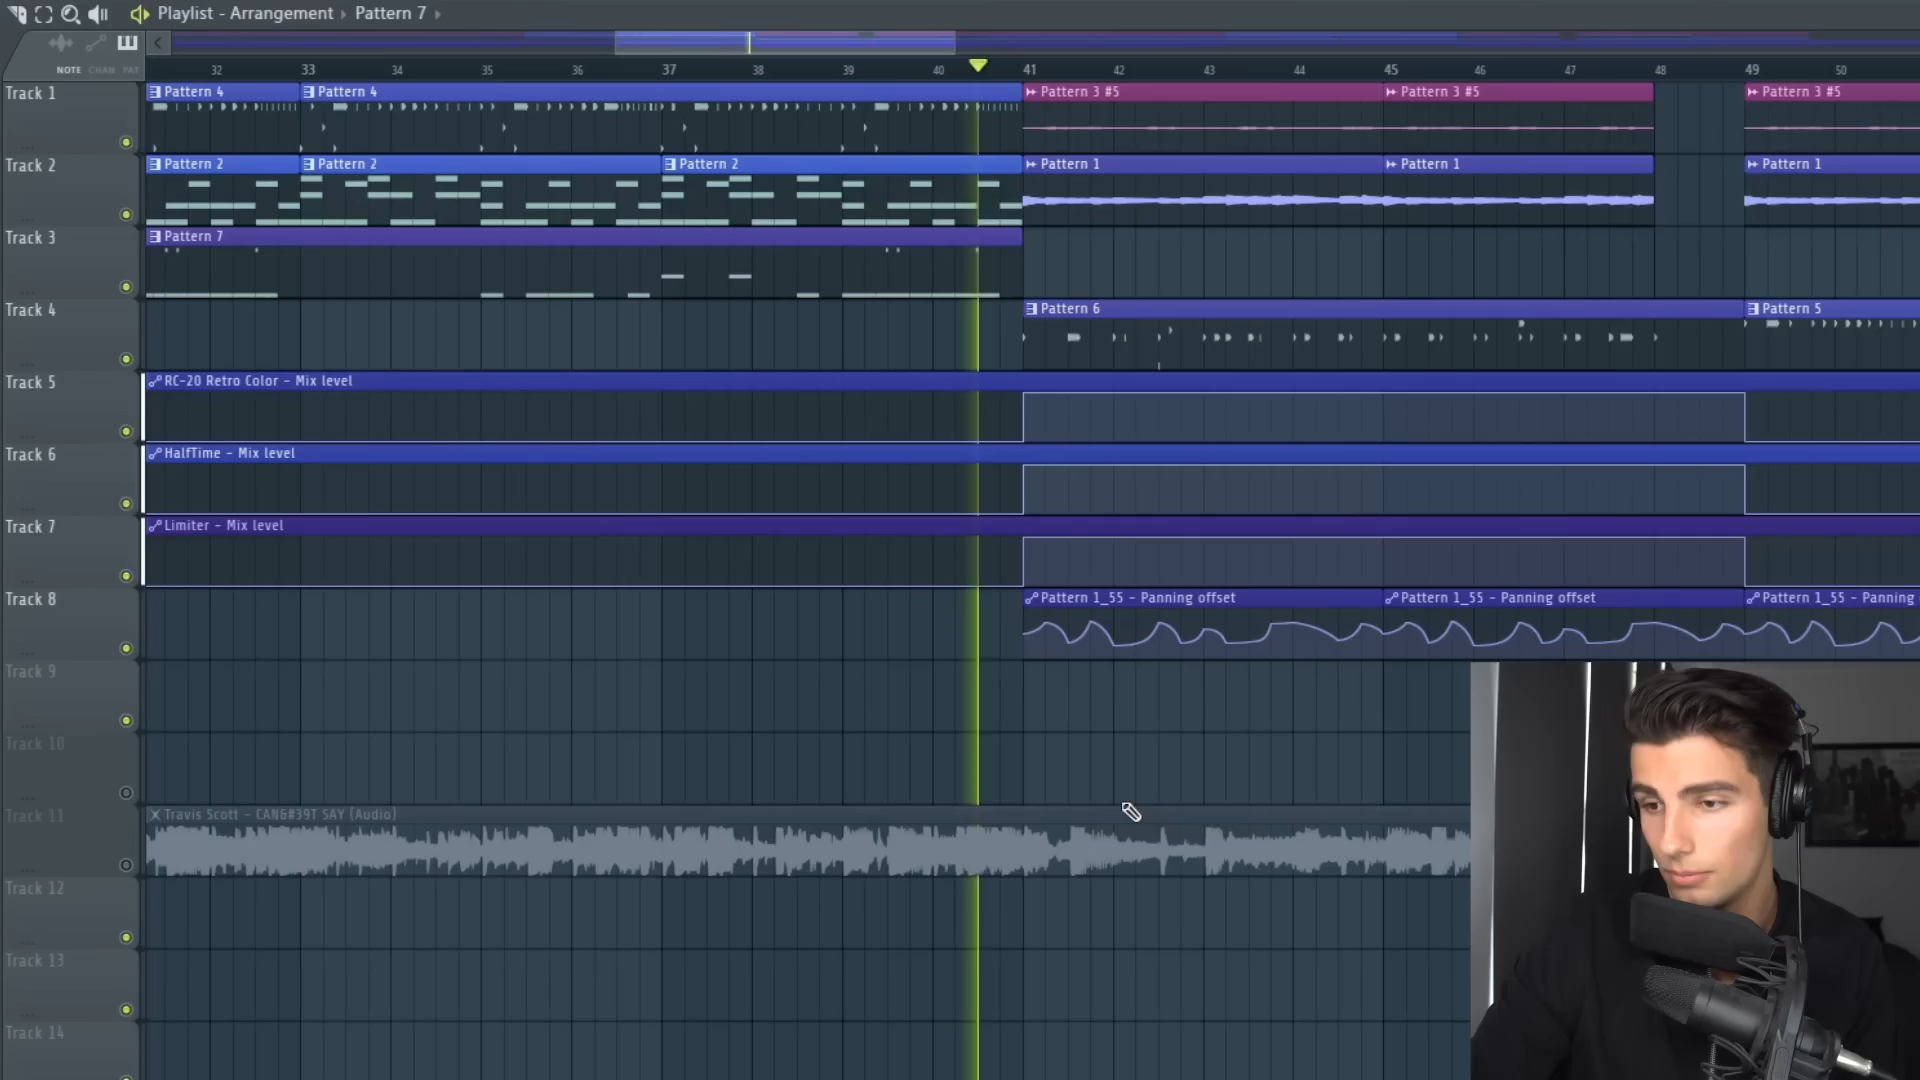 Playlist - Arrangement › Pattern 7 ›
NOTE CHAN PAT
32 33 34 35 36 37 38 39 40 41 42 43 44 45 46 47 48 49 50
Track 1
Pattern 4 Pattern 4 Pattern 3 #5 Pattern 3 #5 Pattern 3 #5
Track 2
Pattern 2 Pattern 2 Pattern 2 Pattern 1 Pattern 1 Pattern 1
Track 3
Pattern 7
Track 4
Pattern 6 Pattern 5
Track 5
RC-20 Retro Color - Mix level
Track 6
HalfTime - Mix level
Track 7
Limiter - Mix level
Track 8
Pattern 1_55 - Panning offset Pattern 1_55 - Panning offset Pattern 1_55 - Panning
Track 9
Track 10
Track 11
Travis Scott - CAN&#39T SAY (Audio)
Track 12
Track 13
Track 14